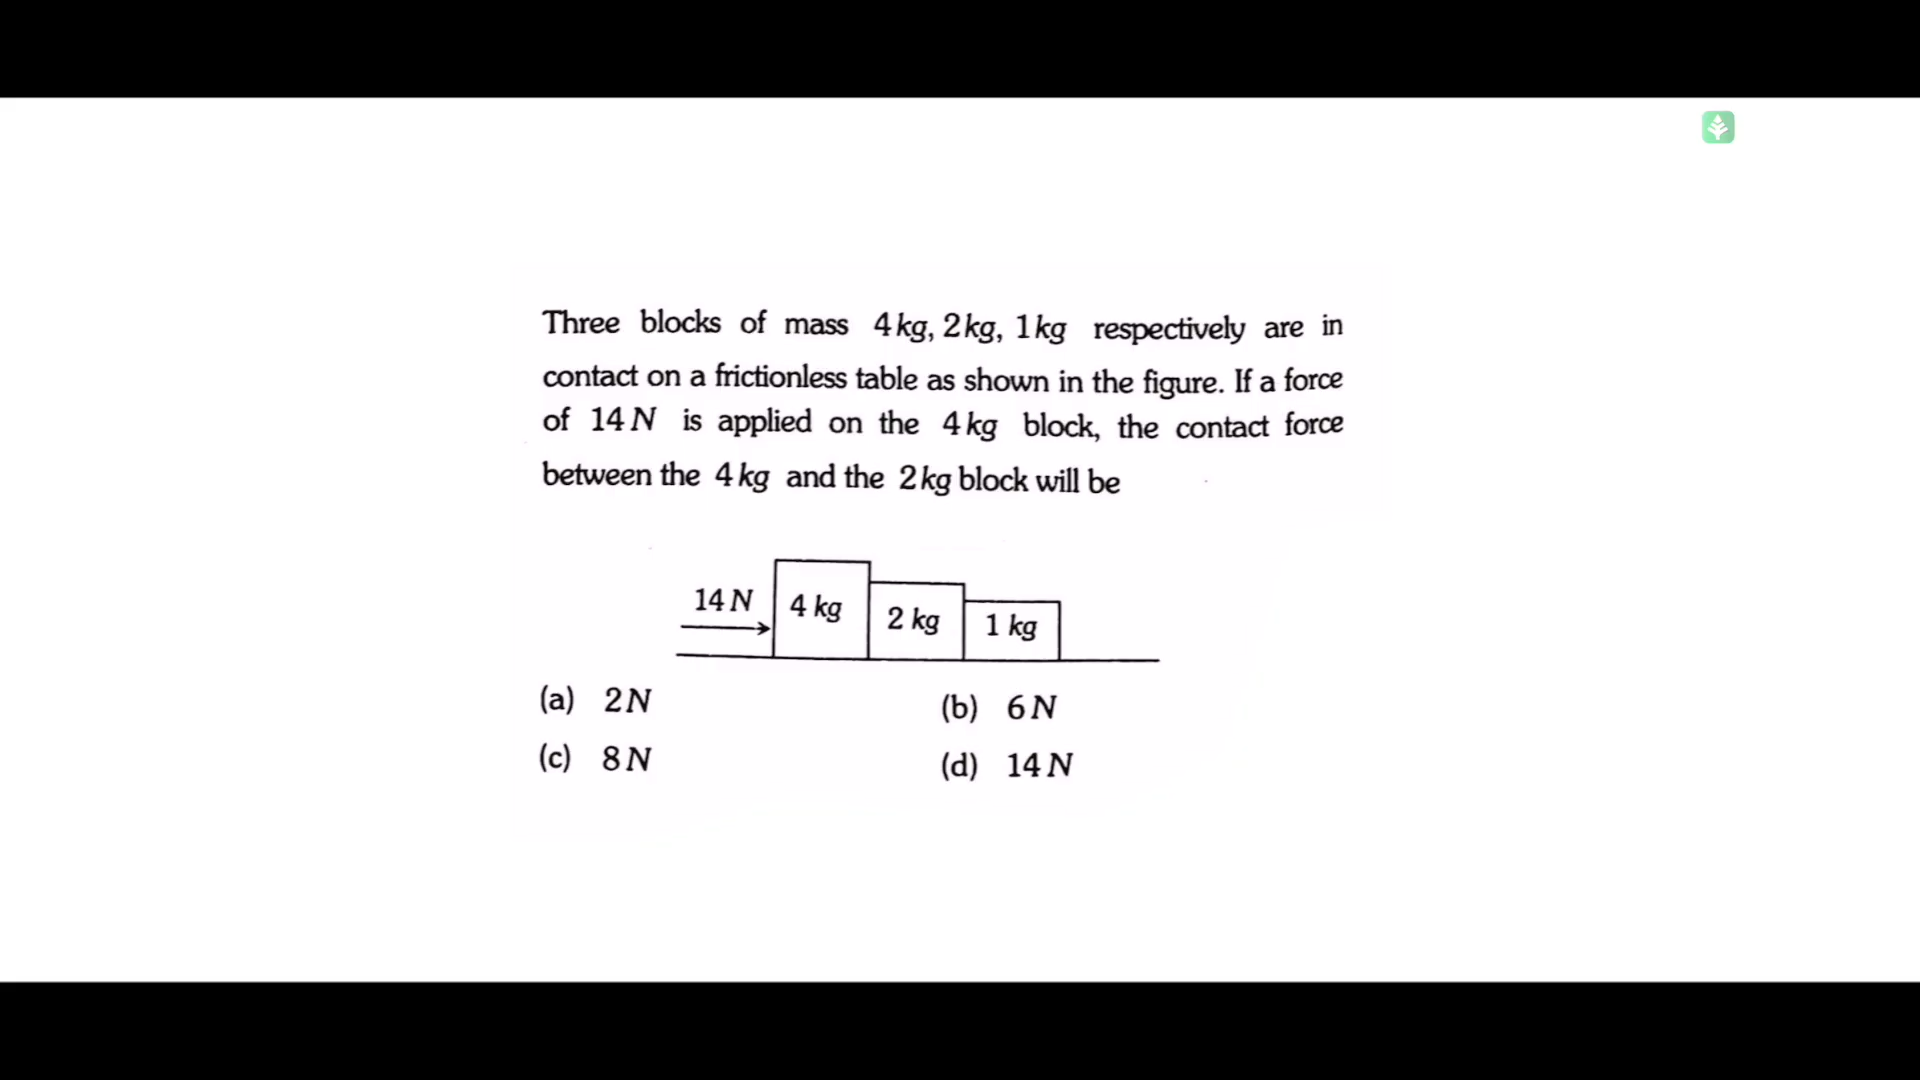 Three blocks of mass 4 kg, 2 kg, 1 kg respectively are in
contact on a frictionless table as shown in the figure. If a force
of 14 N is applied on the 4 kg block, the contact force
between the 4 kg and the 2 kg block will be
14 N
4 kg
2 kg
1 kg
(a) 2 N
(b) 6 N
(c) 8 N
(d) 14 N